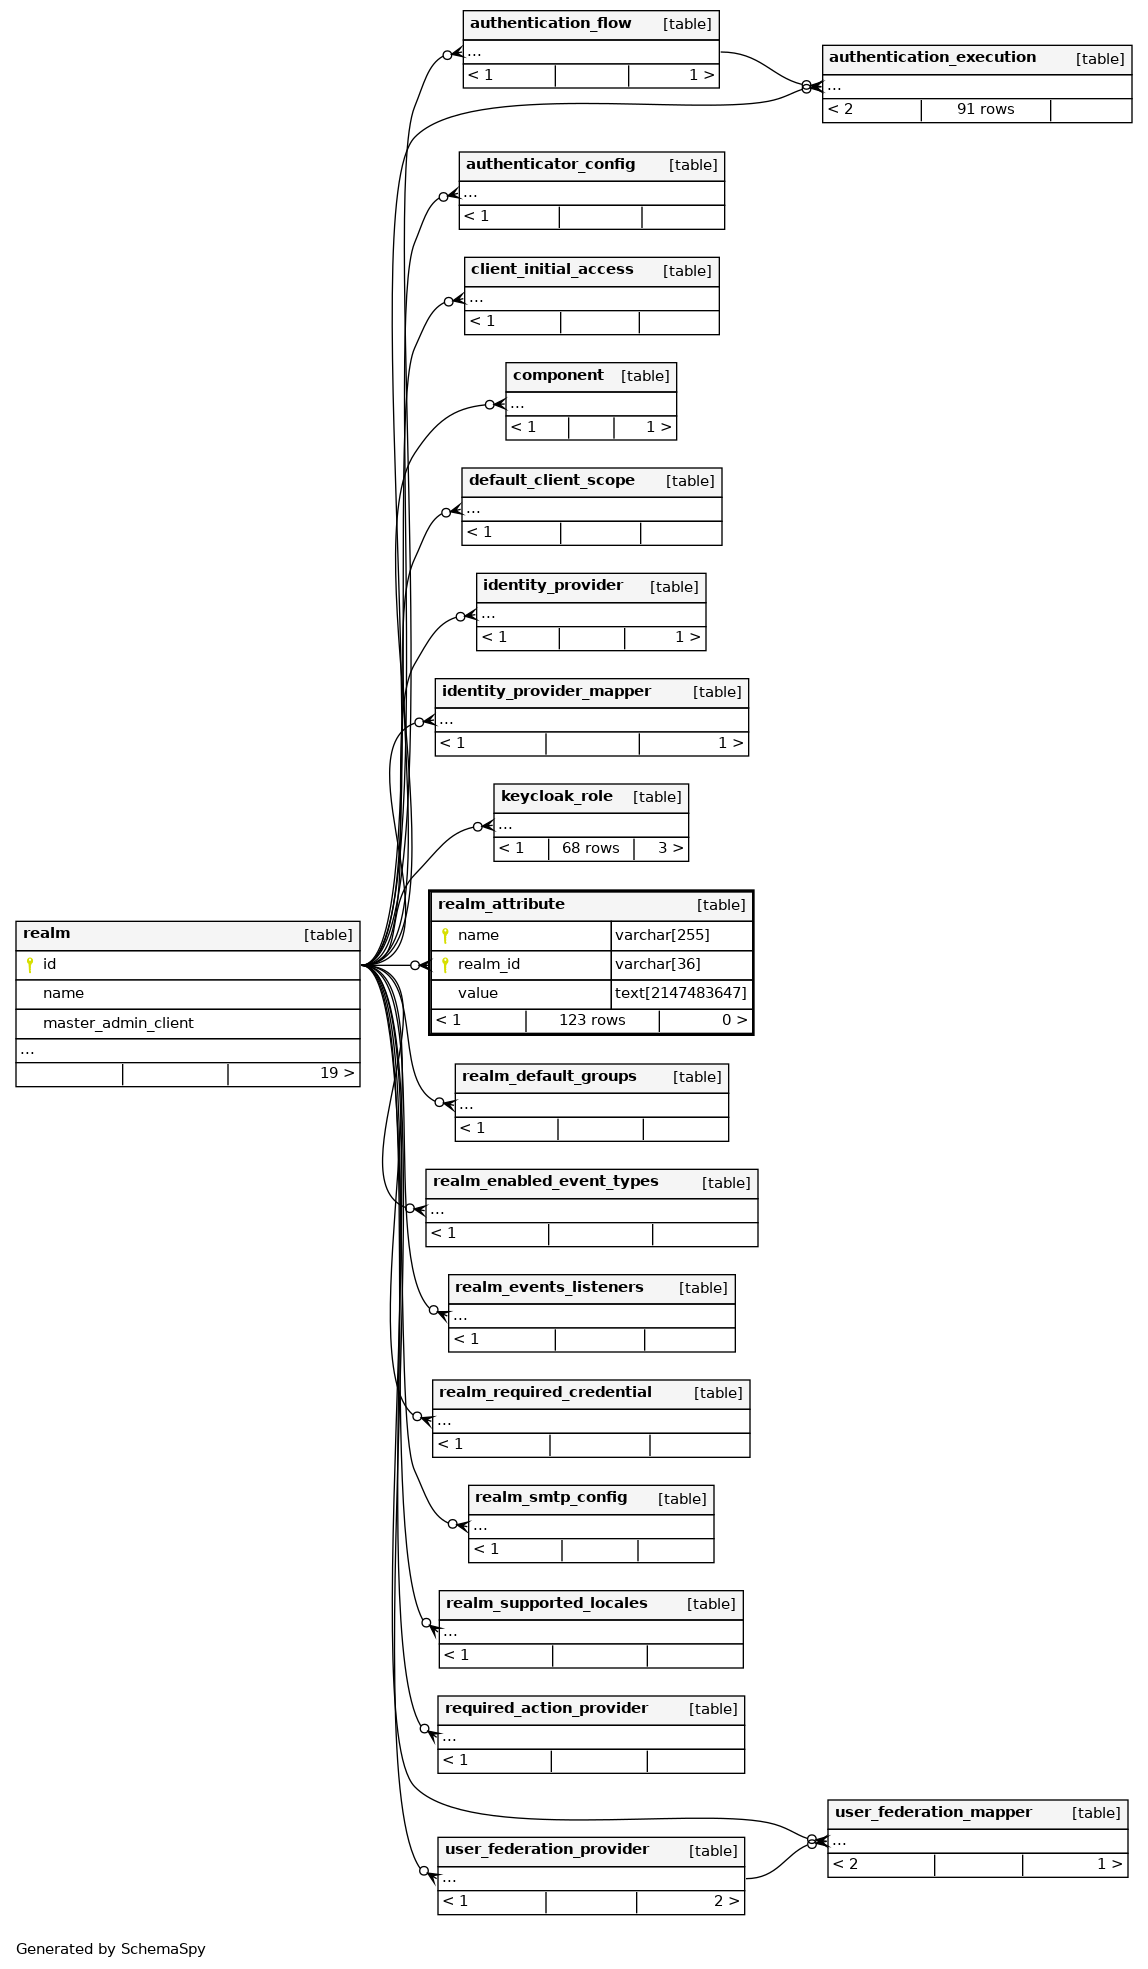 authentication_flow [table]
...
< 1 1 >
authentication_execution [table]
...
< 2 91 rows
authenticator_config [table]
...
< 1
client_initial_access [table]
...
< 1
component [table]
...
< 1 1 >
default_client_scope [table]
...
< 1
identity_provider [table]
...
< 1 1 >
identity_provider_mapper [table]
...
< 1 1 >
keycloak_role [table]
...
< 1 68 rows 3 >
realm [table]
id
name
master_admin_client
...
19 >
realm_attribute [table]
name varchar[255]
realm_id varchar[36]
value text[2147483647]
< 1 123 rows 0 >
realm_default_groups [table]
...
< 1
realm_enabled_event_types [table]
...
< 1
realm_events_listeners [table]
...
< 1
realm_required_credential [table]
...
< 1
realm_smtp_config [table]
...
< 1
realm_supported_locales [table]
...
< 1
required_action_provider [table]
...
< 1
user_federation_mapper [table]
...
< 2 1 >
user_federation_provider [table]
...
< 1 2 >
Generated by SchemaSpy